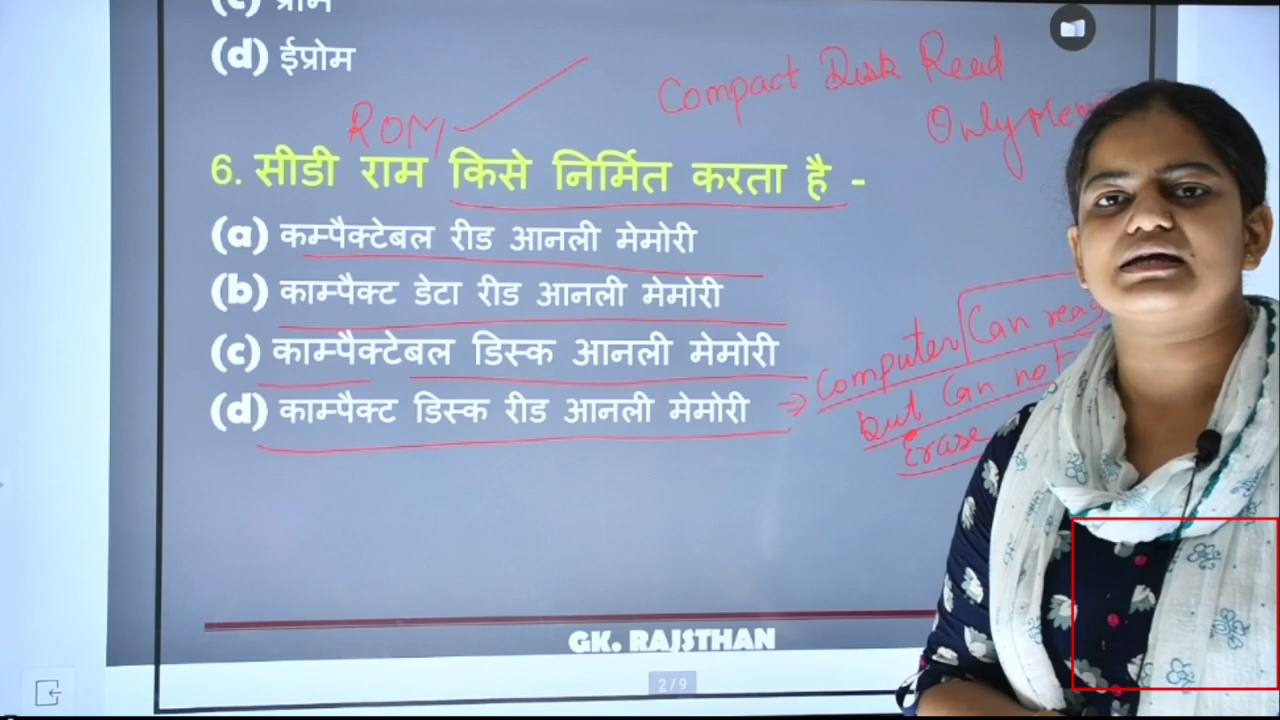 (c) प्रोम
(d) ईप्रोम
Compact Disk Read
Only Mem
ROM
6. सीडी राम किसे निर्मित करता है -
(a) कम्पैक्टेबल रीड आनली मेमोरी
(b) काम्पैक्ट डेटा रीड आनली मेमोरी
(c) काम्पैक्टेबल डिस्क आनली मेमोरी
(d) काम्पैक्ट डिस्क रीड आनली मेमोरी
Computer Can read
but Can not
Erase
GK. RAJSTHAN
2/9